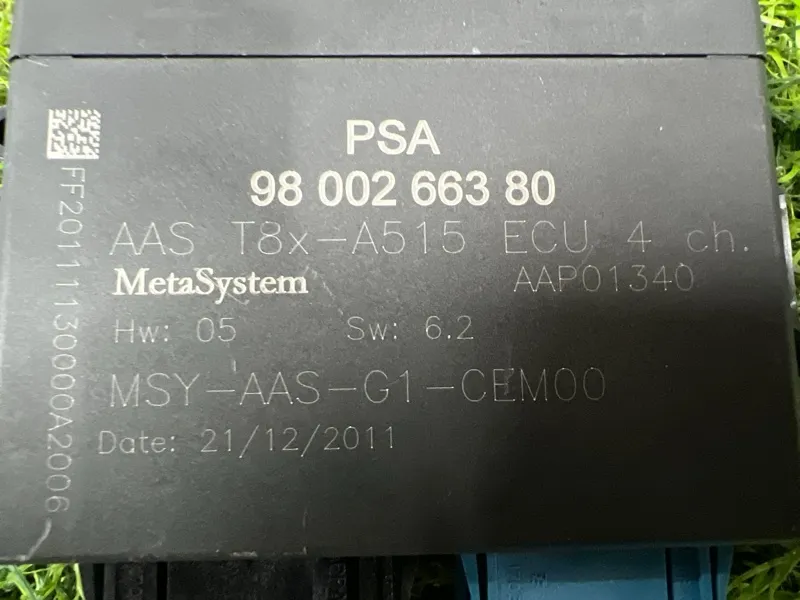 PSA
98 002 663 80
AAS T8x-A515 ECU 4 ch.
MetaSystem AAP01340
Hw: 05 Sw: 6.2
MSY-AAS-G1-CEM00
Date: 21/12/2011
FF20111130000A2006